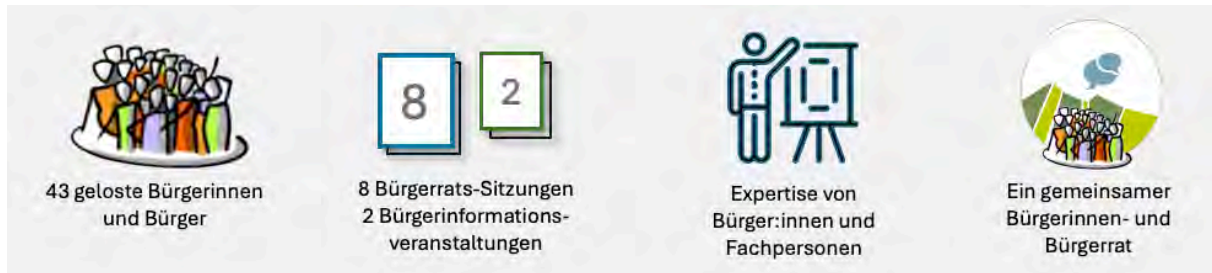 43 geloste Bürgerinnen
und Bürger
8
2
8 Bürgerrats-Sitzungen
2 Bürgerinformations-
veranstaltungen
Expertise von
Bürger:innen und
Fachpersonen
Ein gemeinsamer
Bürgerinnen- und
Bürgerrat